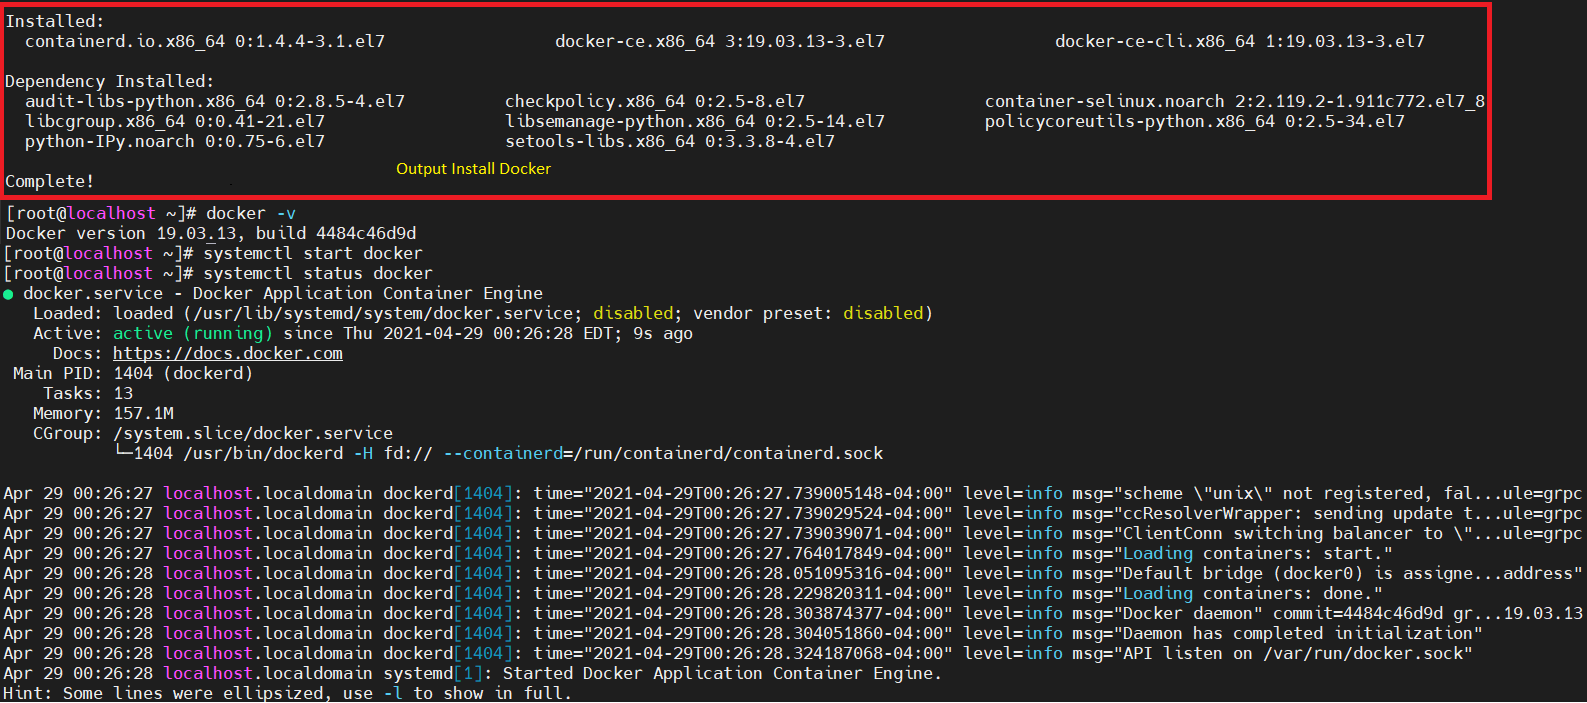 Installed:
containerd.io.x86_64 0:1.4.4-3.1.el7 docker-ce.x86_64 3:19.03.13-3.el7 docker-ce-cli.x86_64 1:19.03.13-3.el7
Dependency Installed:
audit-libs-python.x86_64 0:2.8.5-4.el7 checkpolicy.x86_64 0:2.5-8.el7 container-selinux.noarch 2:2.119.2-1.911c772.el7_8
libcgroup.x86_64 0:0.41-21.el7 libsemanage-python.x86_64 0:2.5-14.el7 policycoreutils-python.x86_64 0:2.5-34.el7
python-IPy.noarch 0:0.75-6.el7 setools-libs.x86_64 0:3.3.8-4.el7
Output Install Docker
Complete!
[root@localhost ~]# docker -v
Docker version 19.03.13, build 4484c46d9d
[root@localhost ~]# systemctl start docker
[root@localhost ~]# systemctl status docker
● docker.service - Docker Application Container Engine
Loaded: loaded (/usr/lib/systemd/system/docker.service; disabled; vendor preset: disabled)
Active: active (running) since Thu 2021-04-29 00:26:28 EDT; 9s ago
Docs: https://docs.docker.com
Main PID: 1404 (dockerd)
Tasks: 13
Memory: 157.1M
CGroup: /system.slice/docker.service
└─1404 /usr/bin/dockerd -H fd:// --containerd=/run/containerd/containerd.sock
Apr 29 00:26:27 localhost.localdomain dockerd[1404]: time="2021-04-29T00:26:27.739005148-04:00" level=info msg="scheme \"unix\" not registered, fal...ule=grpc
Apr 29 00:26:27 localhost.localdomain dockerd[1404]: time="2021-04-29T00:26:27.739029524-04:00" level=info msg="ccResolverWrapper: sending update t...ule=grpc
Apr 29 00:26:27 localhost.localdomain dockerd[1404]: time="2021-04-29T00:26:27.739039071-04:00" level=info msg="ClientConn switching balancer to \"...ule=grpc
Apr 29 00:26:27 localhost.localdomain dockerd[1404]: time="2021-04-29T00:26:27.764017849-04:00" level=info msg="Loading containers: start."
Apr 29 00:26:28 localhost.localdomain dockerd[1404]: time="2021-04-29T00:26:28.051095316-04:00" level=info msg="Default bridge (docker0) is assigne...address"
Apr 29 00:26:28 localhost.localdomain dockerd[1404]: time="2021-04-29T00:26:28.229820311-04:00" level=info msg="Loading containers: done."
Apr 29 00:26:28 localhost.localdomain dockerd[1404]: time="2021-04-29T00:26:28.303874377-04:00" level=info msg="Docker daemon" commit=4484c46d9d gr...19.03.13
Apr 29 00:26:28 localhost.localdomain dockerd[1404]: time="2021-04-29T00:26:28.304051860-04:00" level=info msg="Daemon has completed initialization"
Apr 29 00:26:28 localhost.localdomain dockerd[1404]: time="2021-04-29T00:26:28.324187068-04:00" level=info msg="API listen on /var/run/docker.sock"
Apr 29 00:26:28 localhost.localdomain systemd[1]: Started Docker Application Container Engine.
Hint: Some lines were ellipsized, use -l to show in full.